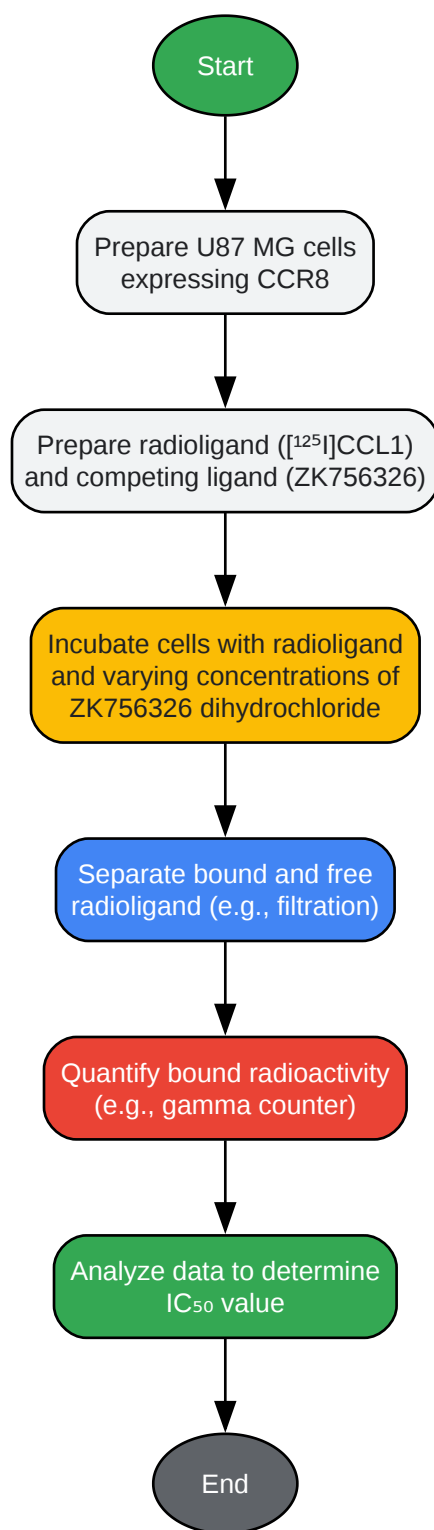 Start
Prepare U87 MG cells
expressing CCR8
Prepare radioligand ([¹²⁵I]CCL1)
and competing ligand (ZK756326)
Incubate cells with radioligand
and varying concentrations of
ZK756326 dihydrochloride
Separate bound and free
radioligand (e.g., filtration)
Quantify bound radioactivity
(e.g., gamma counter)
Analyze data to determine
IC₅₀ value
End